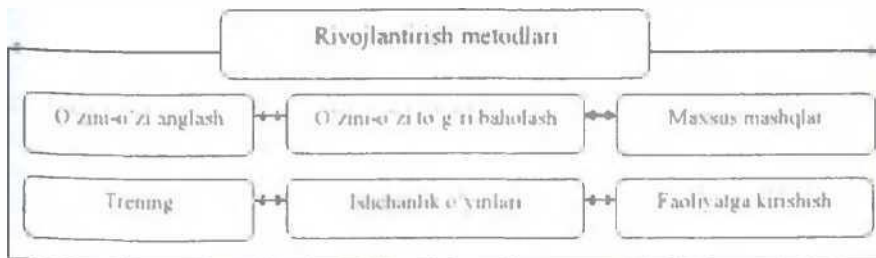 Rivojlantirish metodlari
O'zini-o'zi anglash
O'zini-o'zi to'g'ri baholash
Maxsus mashqlar
Trening
Ishchanlik o'yinlari
Faoliyatga kirishish